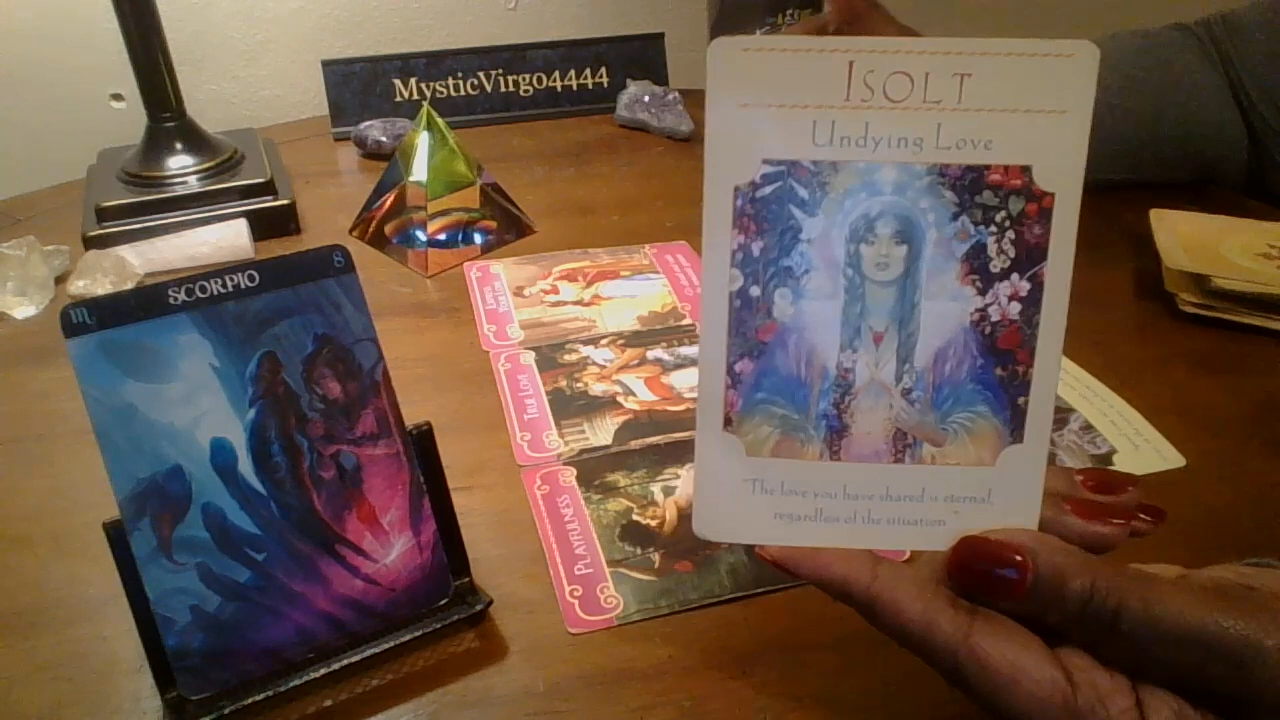 MysticVirgo4444
ISOLT
Undying Love
"The love you have shared is eternal,
regardless of the situation."
♏ SCORPIO 8
TRUE LOVE
PLAYFULNESS